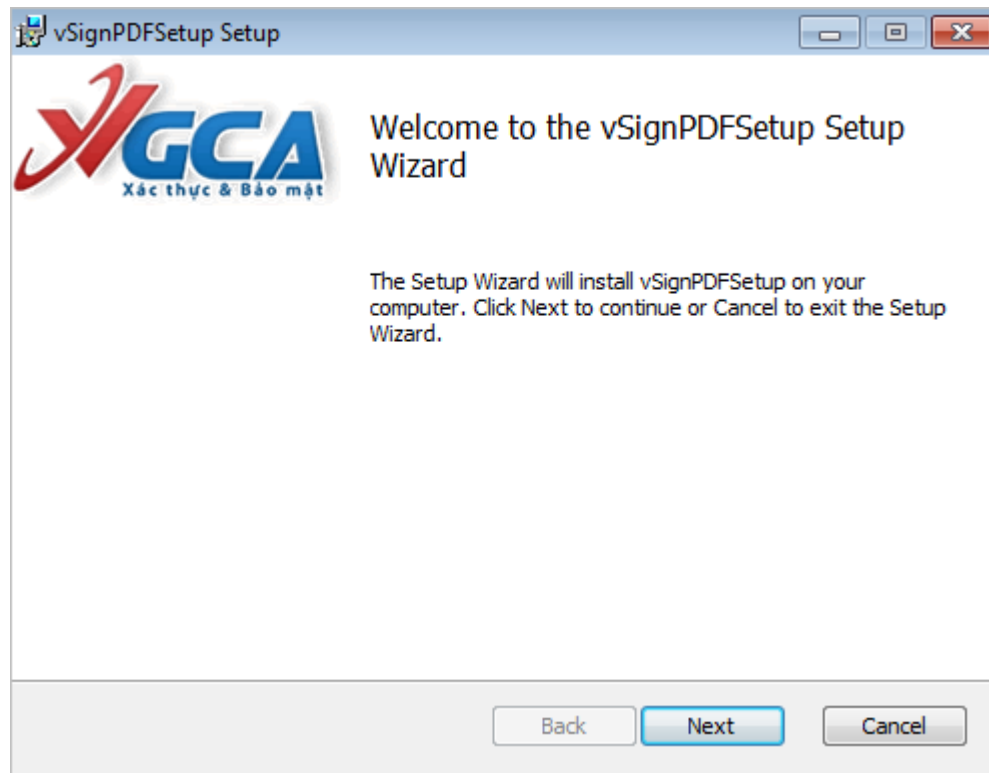 vSignPDFSetup Setup
VGCA
Xác thực & Bảo mật
Welcome to the vSignPDFSetup Setup
Wizard
The Setup Wizard will install vSignPDFSetup on your
computer. Click Next to continue or Cancel to exit the Setup
Wizard.
Back
Next
Cancel